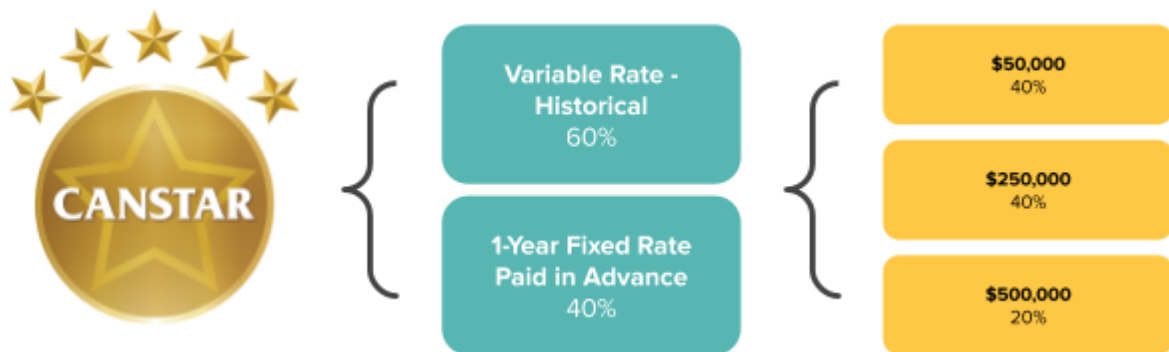 CANSTAR
Variable Rate -
Historical
60%
1-Year Fixed Rate
Paid in Advance
40%
$50,000
40%
$250,000
40%
$500,000
20%